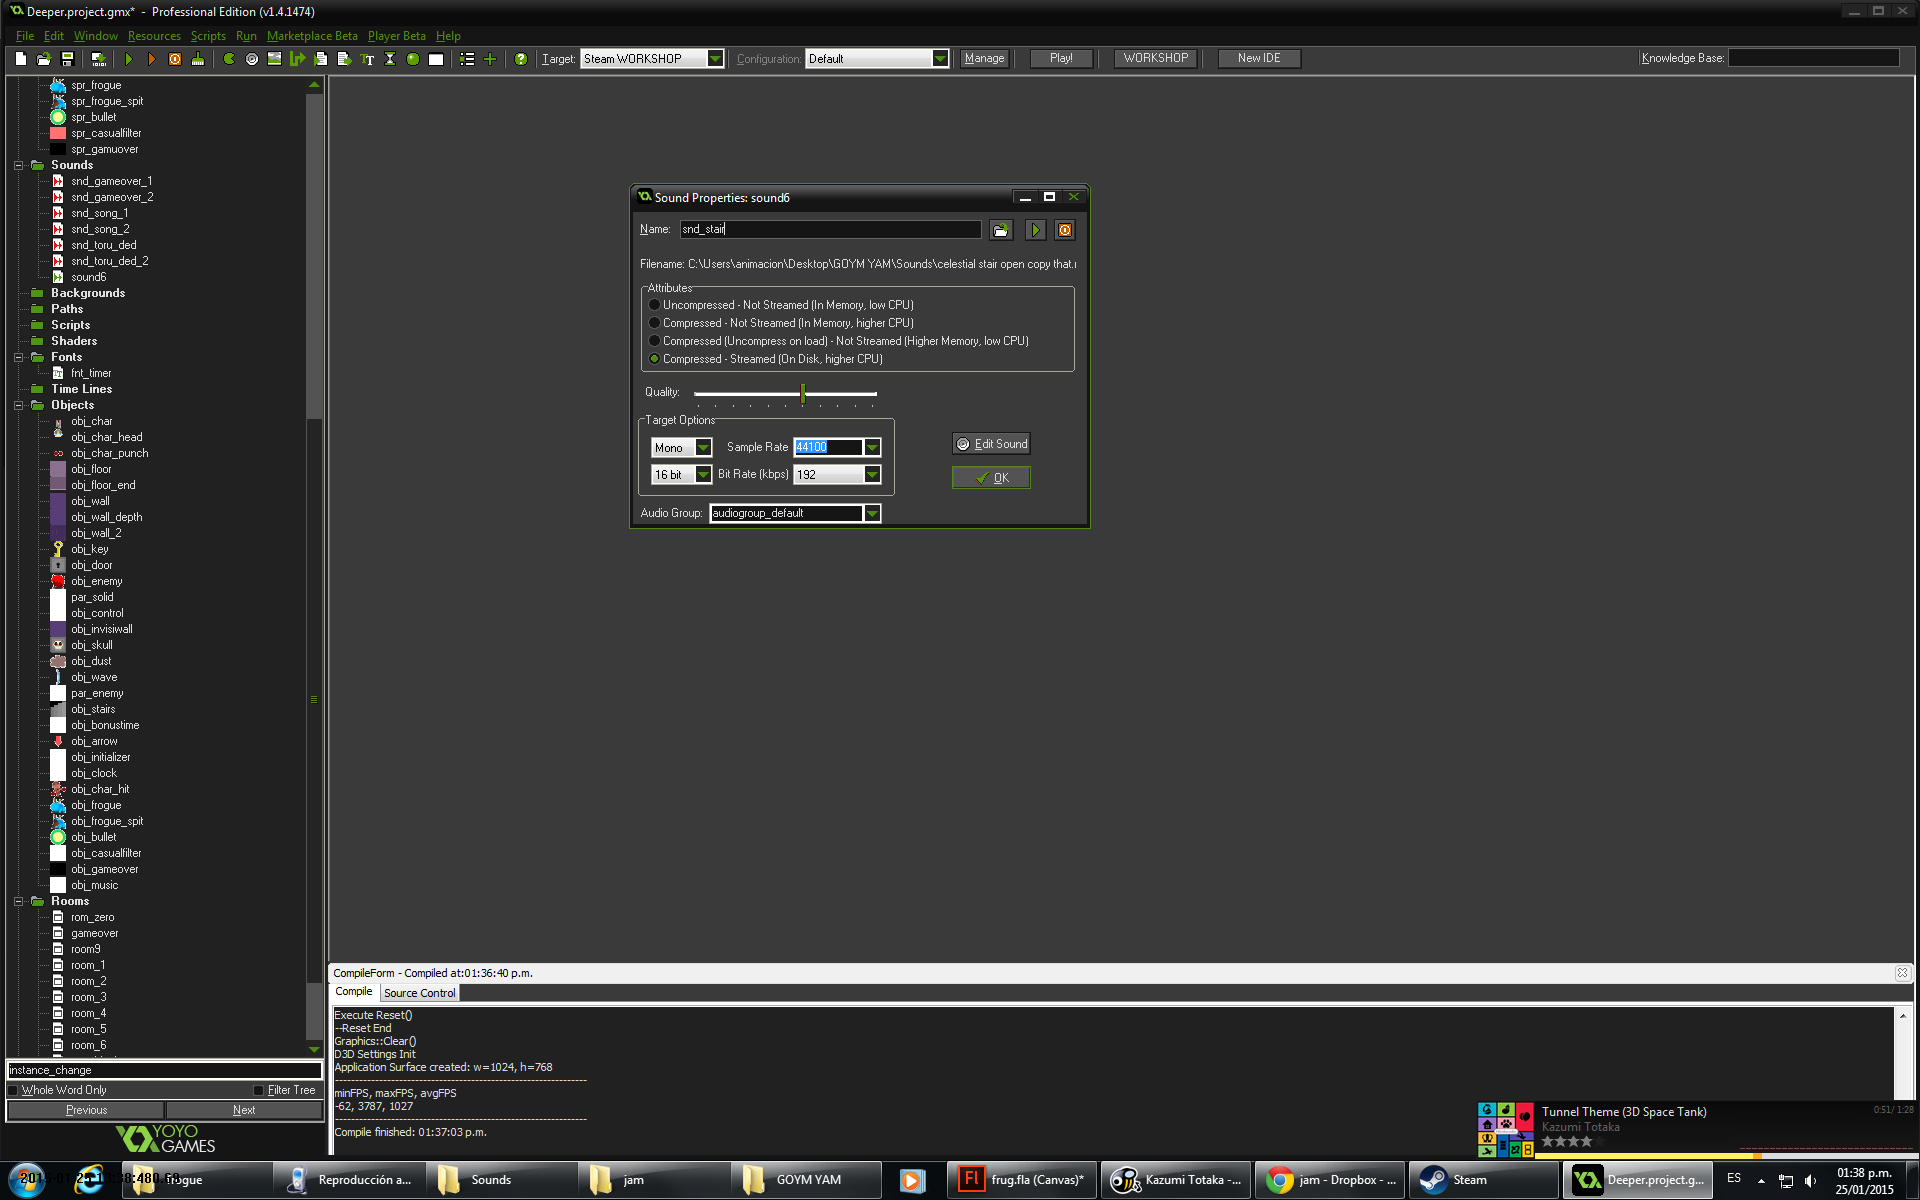 Deeper.project.gmx*  -  Professional Edition (v1.4.1474)
File Edit Window Resources Scripts Run Marketplace Beta Player Beta Help
Target: Steam WORKSHOP Configuration: Default Manage Play! WORKSHOP New IDE Knowledge Base:
spr_frogue
spr_frogue_spit
spr_bullet
spr_casualfilter
spr_gamuover
Sounds
snd_gameover_1
snd_gameover_2
snd_song_1
snd_song_2
snd_toru_ded
snd_toru_ded_2
sound6
Backgrounds
Paths
Scripts
Shaders
Fonts
fnt_timer
Time Lines
Objects
obj_char
obj_char_head
obj_char_punch
obj_floor
obj_floor_end
obj_wall
obj_wall_depth
obj_wall_2
obj_key
obj_door
obj_enemy
par_solid
obj_control
obj_invisiwall
obj_skull
obj_dust
obj_wave
par_enemy
obj_stairs
obj_bonustime
obj_arrow
obj_initializer
obj_clock
obj_char_hit
obj_frogue
obj_frogue_spit
obj_bullet
obj_casualfilter
obj_gameover
obj_music
Rooms
rom_zero
gameover
room9
room_1
room_2
room_3
room_4
room_5
room_6
instance_change
Whole Word Only Filter Tree
Previous Next
YOYO
GAMES
Sound Properties: sound6
Name: snd_stair
Filename: C:\Users\animacion\Desktop\GOYM YAM\Sounds\celestial stair open copy that.
Attributes
Uncompressed - Not Streamed (In Memory, low CPU)
Compressed - Not Streamed (In Memory, higher CPU)
Compressed (Uncompress on load) - Not Streamed (Higher Memory, low CPU)
Compressed - Streamed (On Disk, higher CPU)
Quality:
Target Options
Mono Sample Rate 44100
16 bit Bit Rate (kbps) 192
Edit Sound
OK
Audio Group: audiogroup_default
CompileForm - Compiled at:01:36:40 p.m.
Compile Source Control
Execute Reset()
--Reset End
Graphics::Clear()
D3D Settings Init
Application Surface created: w=1024, h=768
minFPS, maxFPS, avgFPS
-62, 3787, 1027
Compile finished: 01:37:03 p.m.
Tunnel Theme (3D Space Tank) 0:51/ 1:28
Kazumi Totaka
Reproducción a... Sounds jam GOYM YAM frug.fla (Canvas)* Kazumi Totaka -... jam - Dropbox - ... Steam Deeper.project.g... ES 01:38 p.m.
25/01/2015